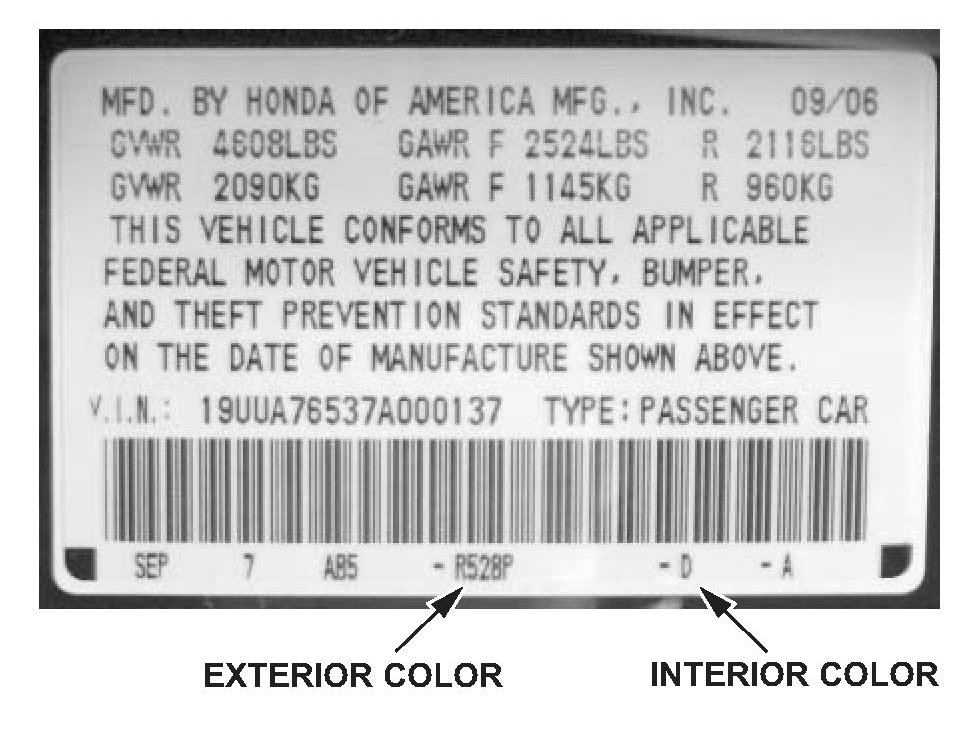 MFD. BY HONDA OF AMERICA MFG., INC. 09/06
GVWR 4608LBS GAWR F 2524LBS R 2116LBS
GVWR 2090KG GAWR F 1145KG R 960KG
THIS VEHICLE CONFORMS TO ALL APPLICABLE
FEDERAL MOTOR VEHICLE SAFETY, BUMPER,
AND THEFT PREVENTION STANDARDS IN EFFECT
ON THE DATE OF MANUFACTURE SHOWN ABOVE.
V.I.N.: 19UUA76537A000137 TYPE: PASSENGER CAR
SEP 7 AB5 - R528P - D - A
EXTERIOR COLOR INTERIOR COLOR